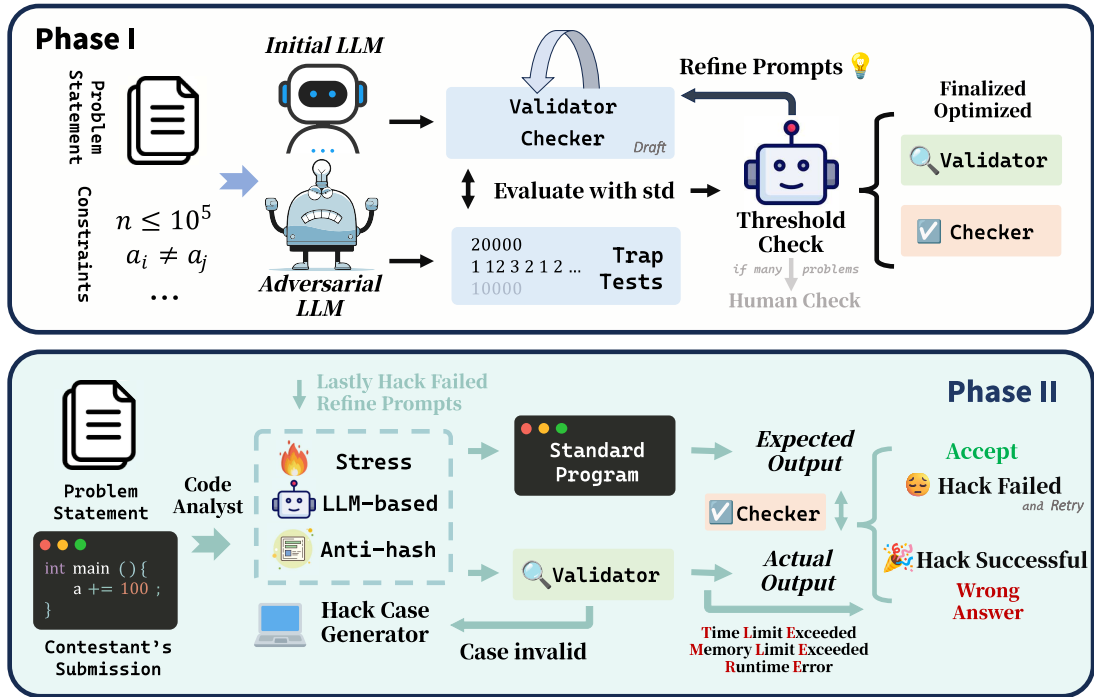 Phase I
Problem
Statement
Constraints
n ≤ 10^5
a_i ≠ a_j
...
Initial LLM
Adversarial
LLM
Validator
Checker
Draft
Evaluate with std
20000
1 12 3 2 1 2 ...
10000
Trap
Tests
Refine Prompts
Threshold
Check
if many problems
Human Check
Finalized
Optimized
Validator
Checker
Phase II
Problem
Statement
int main (){
a += 100 ;
}
Contestant's
Submission
Code
Analyst
Lastly Hack Failed
Refine Prompts
Stress
LLM-based
Anti-hash
Hack Case
Generator
Case invalid
Standard
Program
Validator
Expected
Output
Checker
Actual
Output
Time Limit Exceeded
Memory Limit Exceeded
Runtime Error
Accept
Hack Failed
and Retry
Hack Successful
Wrong
Answer